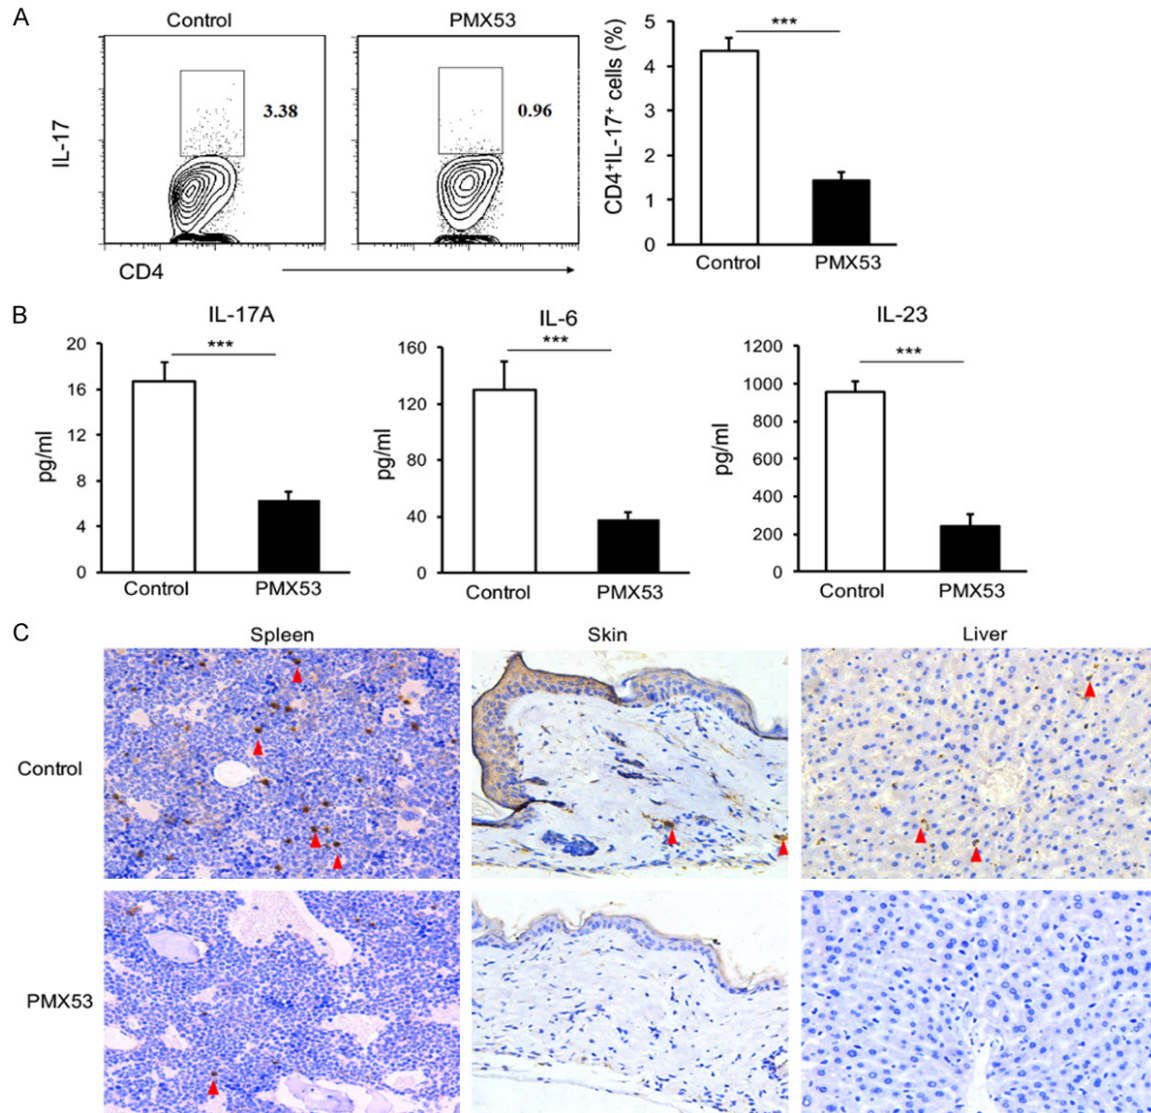 A
Control
PMX53
IL-17
3.38
0.96
CD4
CD4⁺IL-17⁺ cells (%)
5
4
3
2
1
0
***
Control
PMX53
B
IL-17A
pg/ml
20
16
12
8
4
0
***
Control
PMX53
IL-6
pg/ml
160
120
80
40
0
***
Control
PMX53
IL-23
pg/ml
1200
1000
800
600
400
200
0
***
Control
PMX53
C
Spleen
Skin
Liver
Control
PMX53